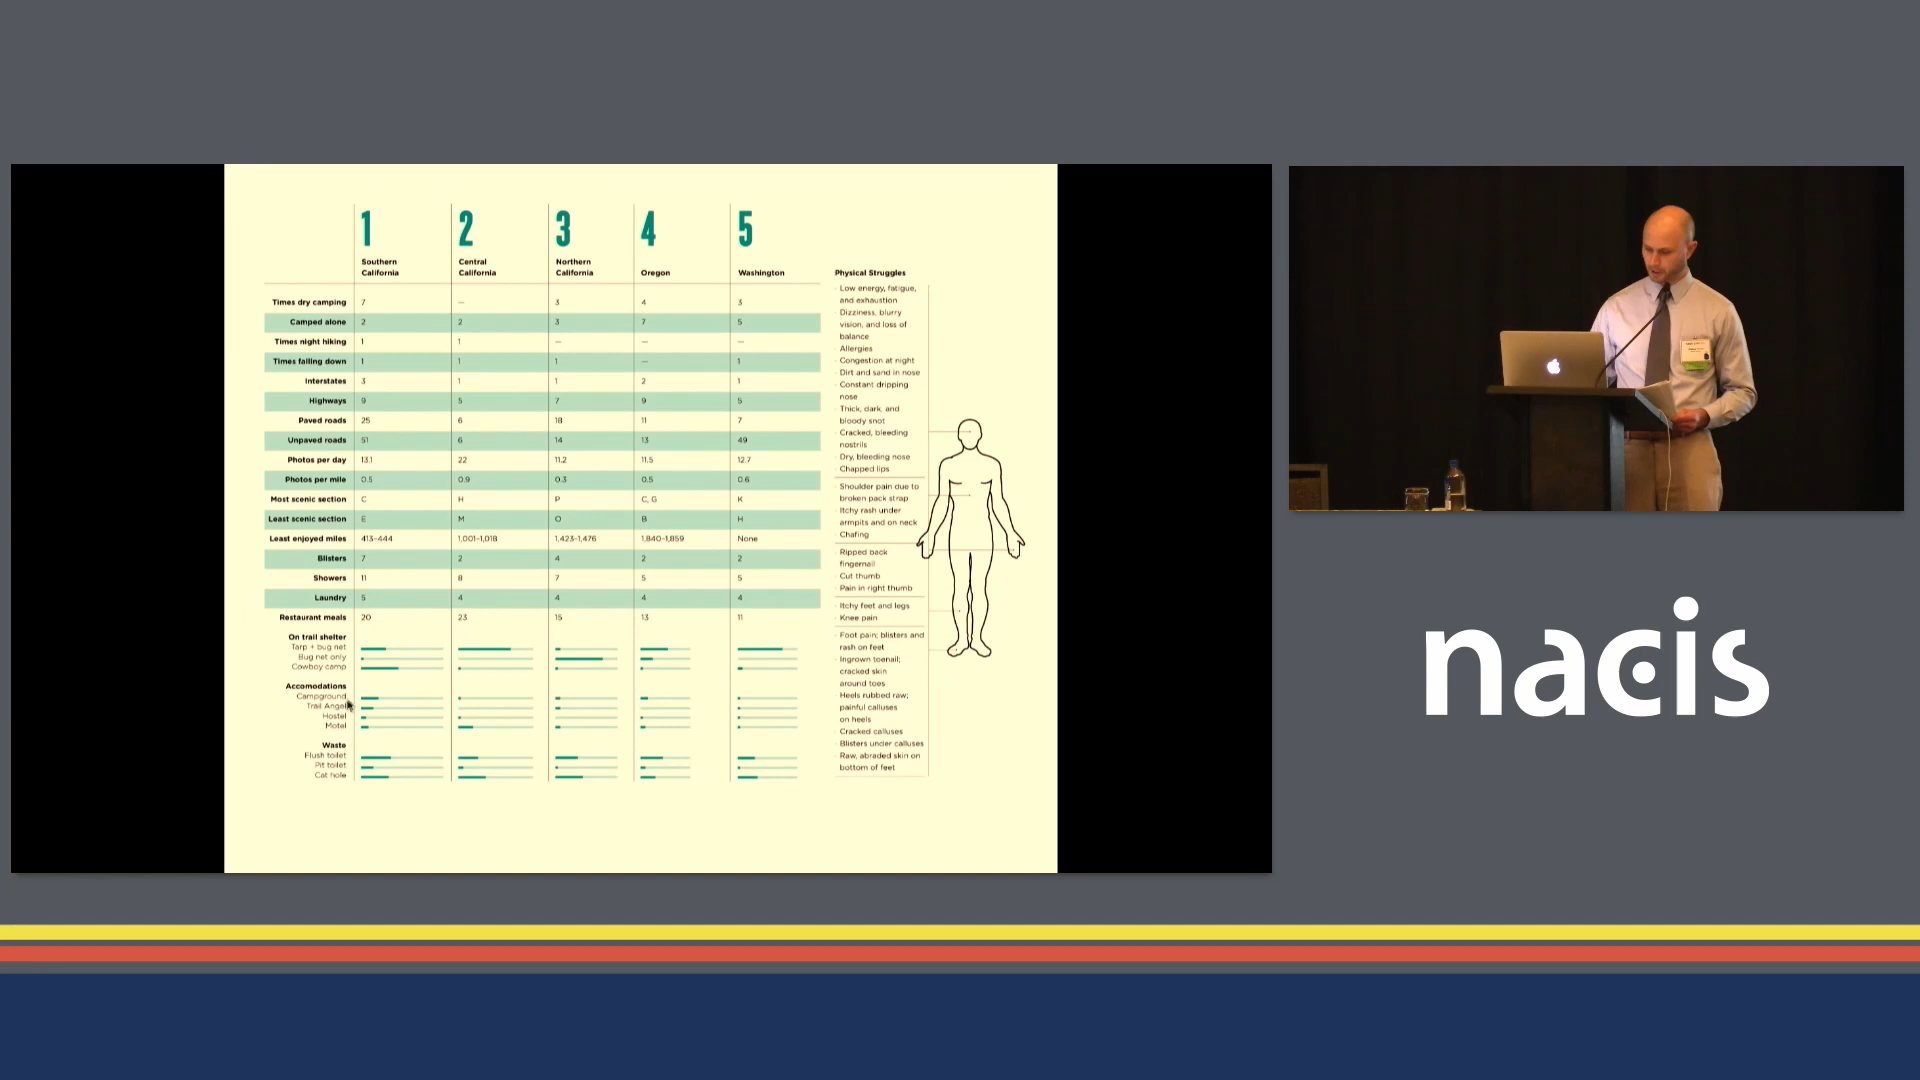 1 2 3 4 5
Southern California
Central California
Northern California
Oregon
Washington
Physical Struggles
Times dry camping 7 — 3 4 3
Camped alone 2 2 3 7 5
Times night hiking 1 1 — — —
Times falling down 1 1 1 — 1
Interstates 3 1 1 2 1
Highways 9 5 7 9 5
Paved roads 25 6 18 11 7
Unpaved roads 51 6 14 13 49
Photos per day 13.1 22 11.2 11.5 12.7
Photos per mile 0.5 0.9 0.3 0.5 0.6
Most scenic section C H P C, G K
Least scenic section E M O B H
Least enjoyed miles 413–444 1,001–1,018 1,423–1,476 1,840–1,859 None
Blisters 7 2 4 2 2
Showers 11 8 7 5 5
Laundry 5 4 4 4 4
Restaurant meals 20 23 15 13 11
On trail shelter
Tarp + bug net
Bug net only
Cowboy camp
Accomodations
Campground
Trail Angel
Hostel
Motel
Waste
Flush toilet
Pit toilet
Cat hole
· Low energy, fatigue,
and exhaustion
· Dizziness, blurry
vision, and loss of
balance
· Allergies
· Congestion at night
· Dirt and sand in nose
· Constant dripping
nose
· Thick, dark, and
bloody snot
· Cracked, bleeding
nostrils
· Dry, bleeding nose
· Chapped lips
· Shoulder pain due to
broken pack strap
· Itchy rash under
armpits and on neck
· Chafing
· Ripped back
fingernail
· Cut thumb
· Pain in right thumb
· Itchy feet and legs
· Knee pain
· Foot pain; blisters and
rash on feet
· Ingrown toenail;
cracked skin
around toes
· Heels rubbed raw;
painful calluses
on heels
· Cracked calluses
· Blisters under calluses
· Raw, abraded skin on
bottom of feet
nacis